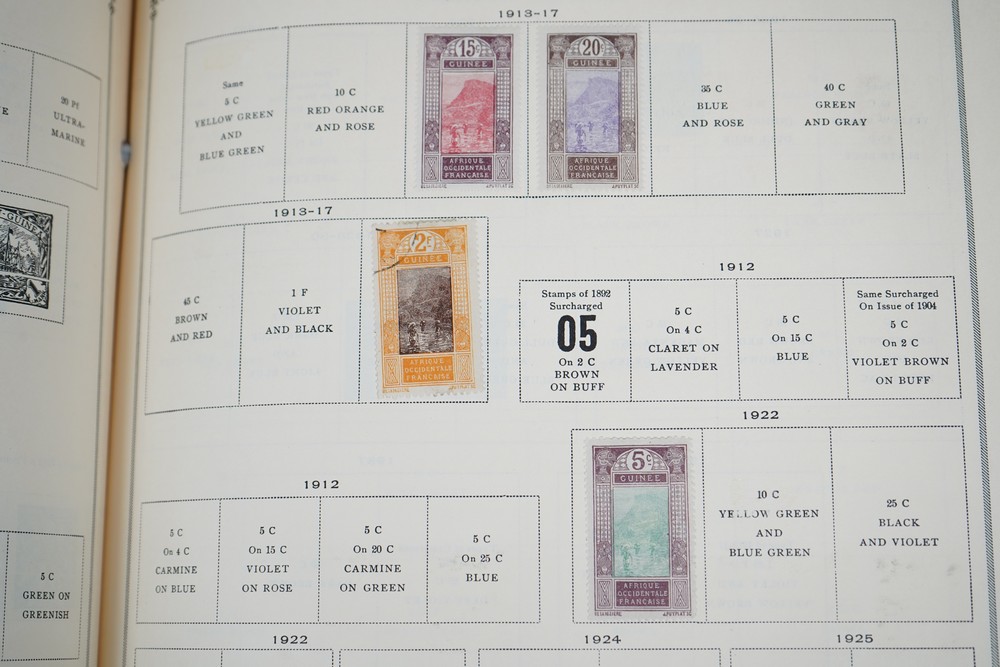 20 Pf
ULTRA-
MARINE
GUINEE
5 C
GREEN ON
GREENISH
1913-17
Same
5 C
YELLOW GREEN
AND
BLUE GREEN
10 C
RED ORANGE
AND ROSE
15c
GUINEE
AFRIQUE
OCCIDENTALE
FRANÇAISE
20c
GUINEE
AFRIQUE
OCCIDENTALE
FRANÇAISE
35 C
BLUE
AND ROSE
40 C
GREEN
AND GRAY
1913-17
45 C
BROWN
AND RED
1 F
VIOLET
AND BLACK
2F
GUINEE
AFRIQUE
OCCIDENTALE
FRANÇAISE
1912
Stamps of 1892
Surcharged
05
On 2 C
BROWN
ON BUFF
5 C
On 4 C
CLARET ON
LAVENDER
5 C
On 15 C
BLUE
Same Surcharged
On Issue of 1904
5 C
On 2 C
VIOLET BROWN
ON BUFF
1912
5 C
On 4 C
CARMINE
ON BLUE
5 C
On 15 C
VIOLET
ON ROSE
5 C
On 20 C
CARMINE
ON GREEN
5 C
On 25 C
BLUE
1922
5c
GUINEE
AFRIQUE
OCCIDENTALE
FRANÇAISE
10 C
YELLOW GREEN
AND
BLUE GREEN
25 C
BLACK
AND VIOLET
1922
1924
1925